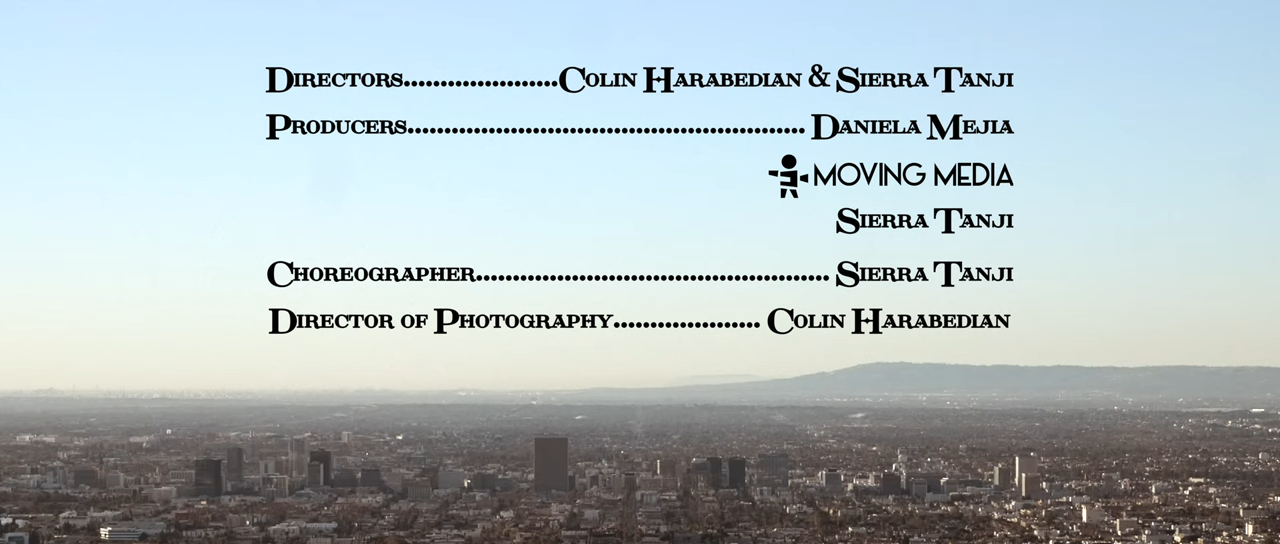 Directors.....................Colin Harabedian & Sierra Tanji
Producers...................................................... Daniela Mejia
MOVING MEDIA
Sierra Tanji
Choreographer................................................ Sierra Tanji
Director of Photography.................... Colin Harabedian